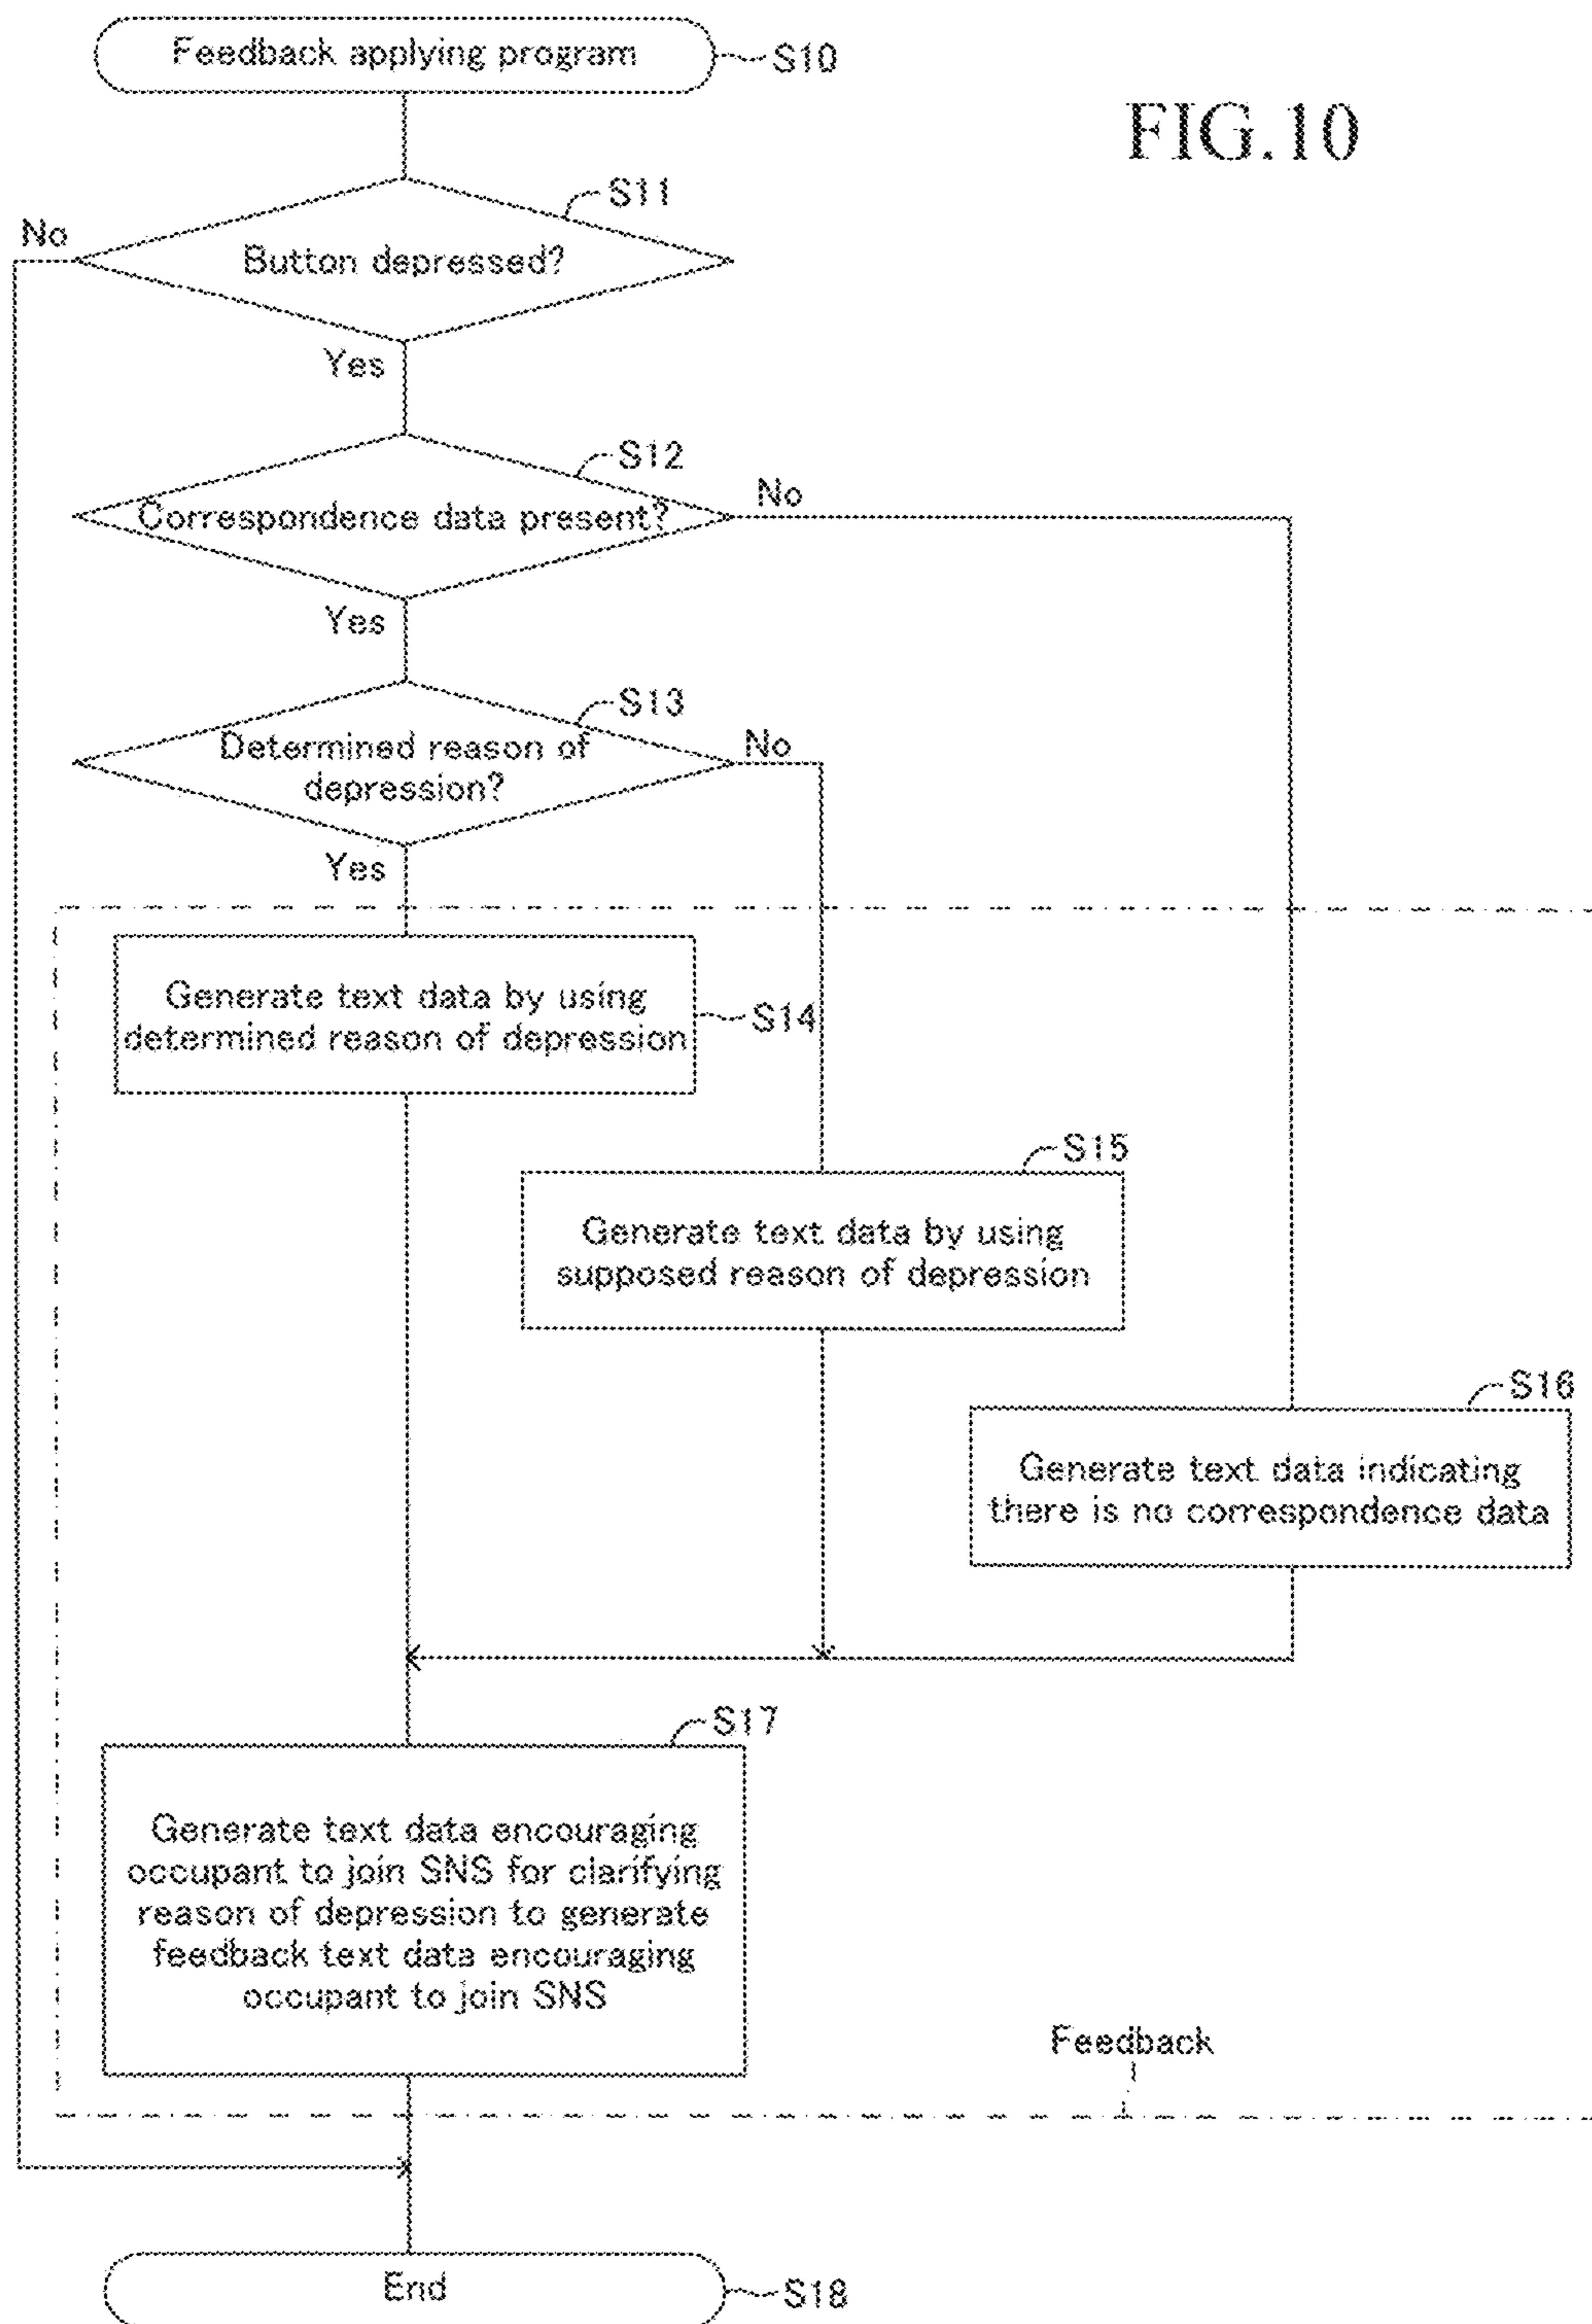 Feedback applying program
S10
FIG.10
S11
No
Button depressed?
Yes
S12
No
Correspondence data present?
Yes
S13
Determined reason of
depression?
No
Yes
Generate text data by using
determined reason of depression
S14
S15
Generate text data by using
supposed reason of depression
S16
Generate text data indicating
there is no correspondence data
S17
Generate text data encouraging
occupant to join SNS for clarifying
reason of depression to generate
feedback text data encouraging
occupant to join SNS
Feedback
End
S18